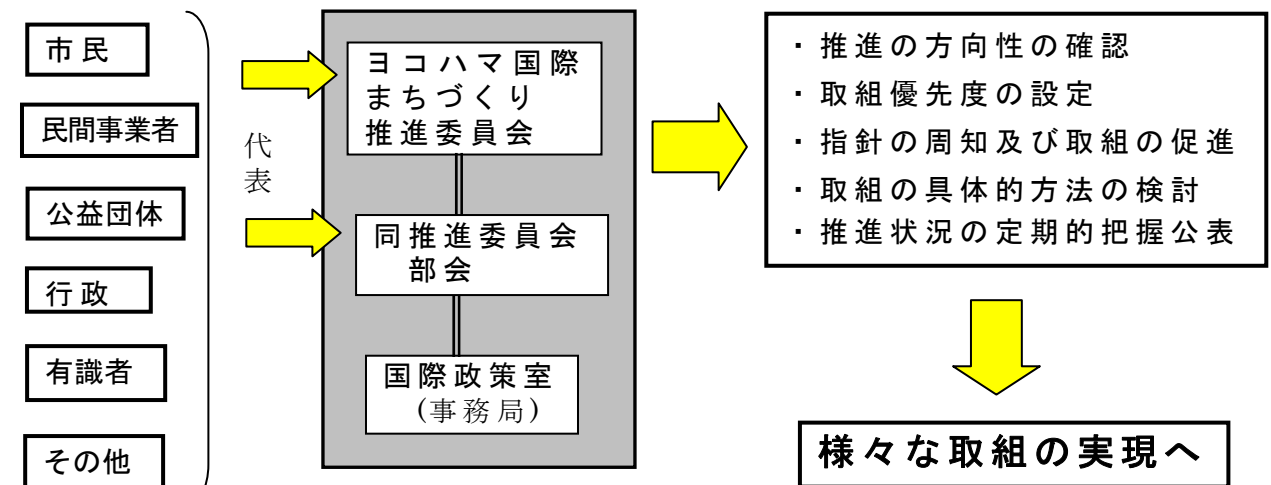 市民
民間事業者
公益団体
行政
有識者
その他
代
表
ヨコハマ国際
まちづくり
推進委員会
同推進委員会
部会
国際政策室
(事務局)
・推進の方向性の確認
・取組優先度の設定
・指針の周知及び取組の促進
・取組の具体的方法の検討
・推進状況の定期的把握公表
様々な取組の実現へ